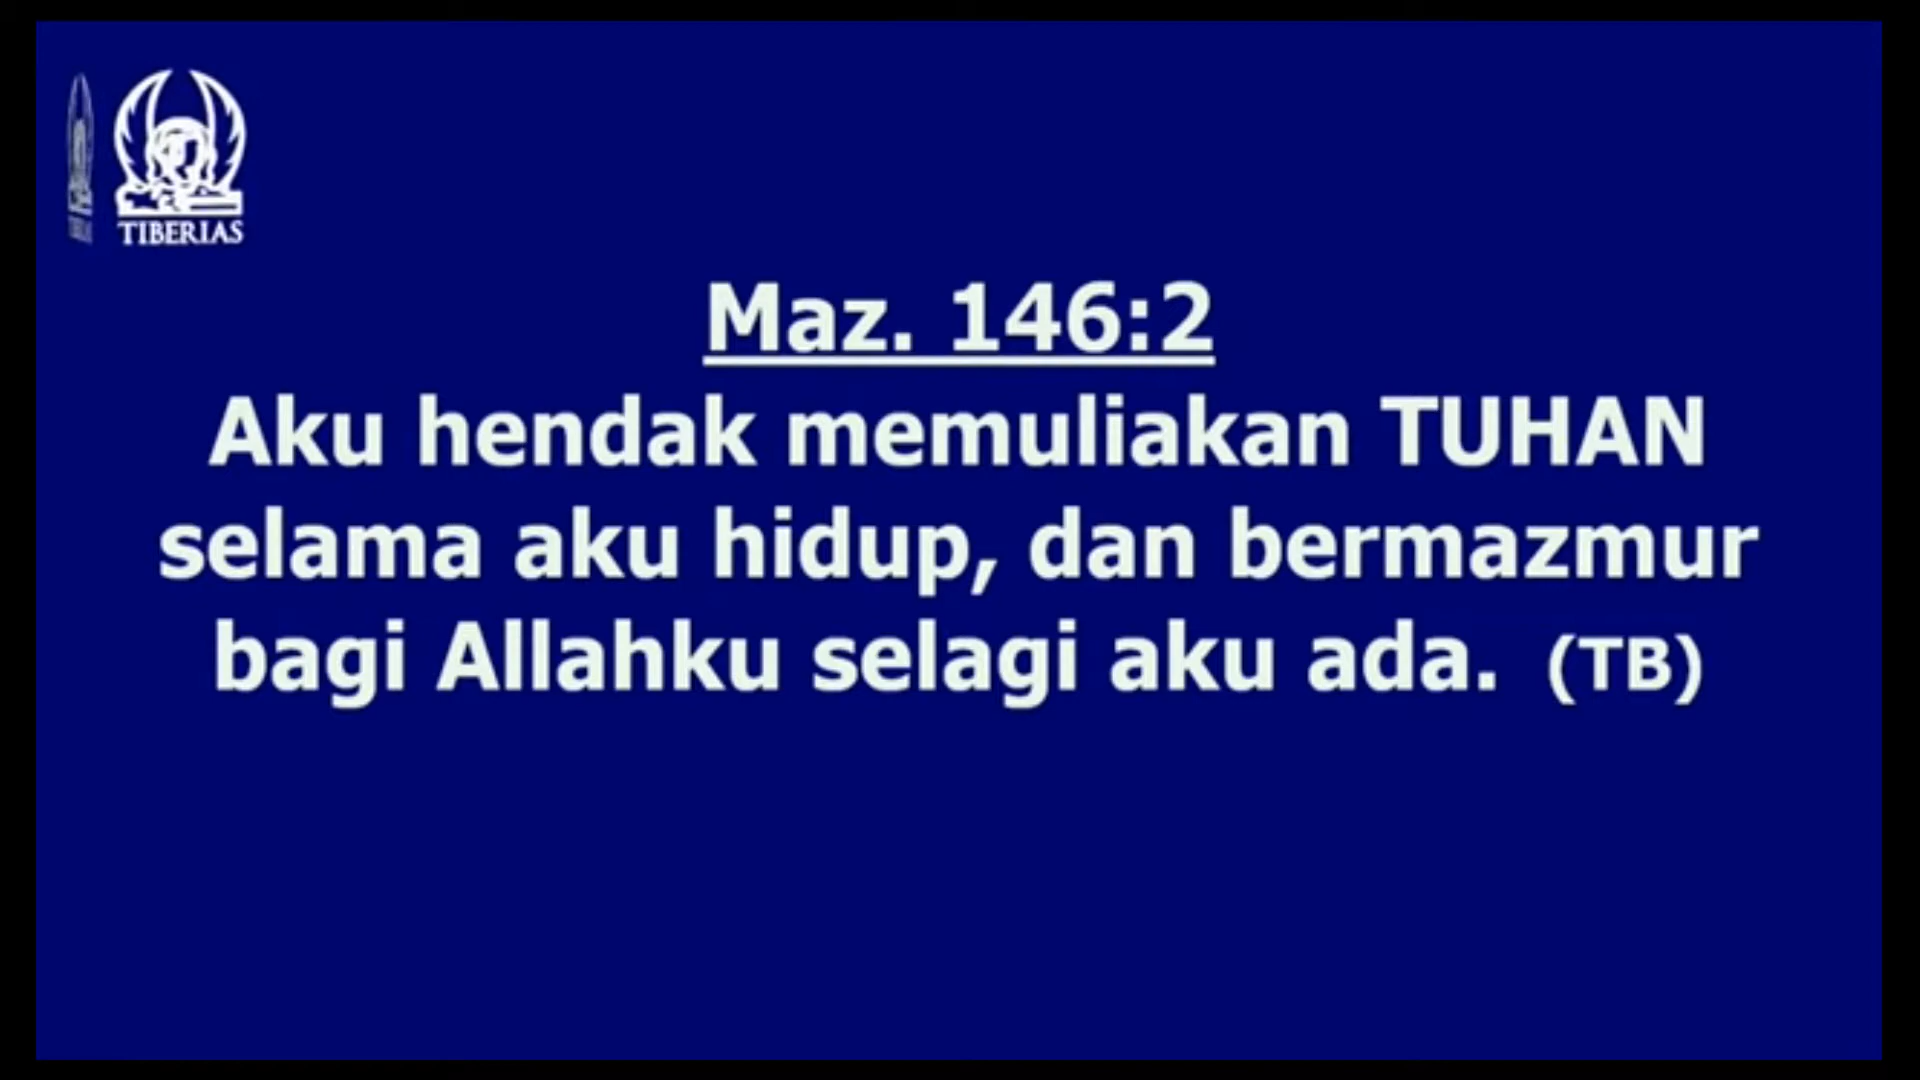 TIBERIAS
Maz. 146:2
Aku hendak memuliakan TUHAN
selama aku hidup, dan bermazmur
bagi Allahku selagi aku ada. (TB)